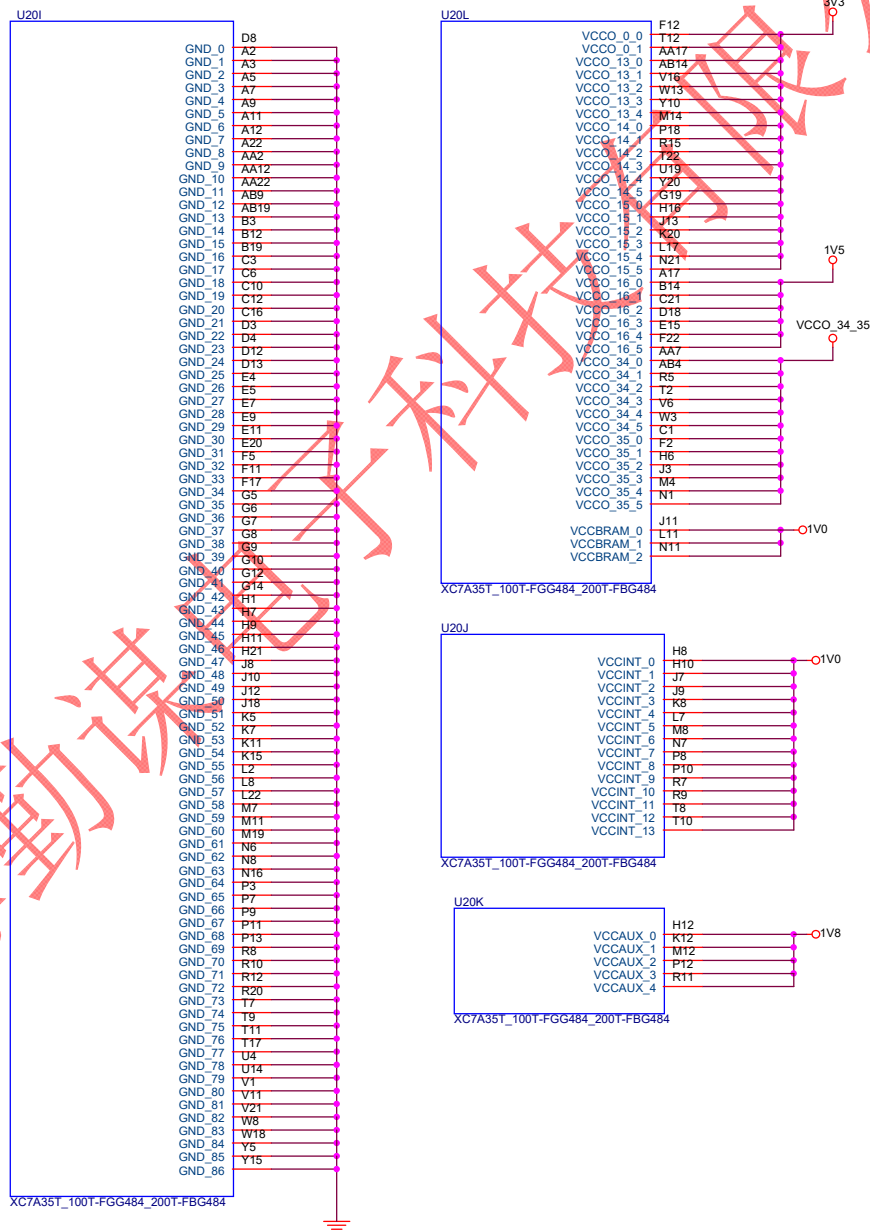 U20I
GND_0 D8
GND_1 A2
GND_2 A3
GND_3 A5
GND_4 A7
GND_5 A9
GND_6 A11
GND_7 A12
GND_8 A22
GND_9 AA2
GND_10 AA12
GND_11 AA22
GND_12 AB9
GND_13 AB19
GND_14 B3
GND_15 B12
GND_16 B19
GND_17 C3
GND_18 C6
GND_19 C10
GND_20 C12
GND_21 C16
GND_22 D3
GND_23 D4
GND_24 D12
GND_25 D13
GND_26 E4
GND_27 E5
GND_28 E7
GND_29 E9
GND_30 E11
GND_31 E20
GND_32 F5
GND_33 F11
GND_34 F17
GND_35 G5
GND_36 G6
GND_37 G7
GND_38 G8
GND_39 G9
GND_40 G10
GND_41 G12
GND_42 G14
GND_43 H1
GND_44 H7
GND_45 H9
GND_46 H11
GND_47 H21
GND_48 J8
GND_49 J10
GND_50 J12
GND_51 J18
GND_52 K5
GND_53 K7
GND_54 K11
GND_55 K15
GND_56 L2
GND_57 L8
GND_58 L22
GND_59 M7
GND_60 M11
GND_61 M19
GND_62 N6
GND_63 N8
GND_64 N16
GND_65 P3
GND_66 P7
GND_67 P9
GND_68 P11
GND_69 P13
GND_70 R8
GND_71 R10
GND_72 R12
GND_73 R20
GND_74 T7
GND_75 T9
GND_76 T11
GND_77 T17
GND_78 U4
GND_79 U14
GND_80 V1
GND_81 V11
GND_82 V21
GND_83 W8
GND_84 W18
GND_85 Y5
GND_86 Y15
XC7A35T_100T-FGG484_200T-FBG484
U20L
3V3
VCCO_0_0 F12
VCCO_0_1 T12
VCCO_13_0 AA17
VCCO_13_1 AB14
VCCO_13_2 V16
VCCO_13_3 W13
VCCO_13_4 Y10
VCCO_14_0 M14
VCCO_14_1 P18
VCCO_14_2 R15
VCCO_14_3 T22
VCCO_14_4 U19
VCCO_14_5 Y20
VCCO_15_0 G19
VCCO_15_1 H16
VCCO_15_2 J13
VCCO_15_3 K20
VCCO_15_4 L17
VCCO_15_5 N21
1V5
VCCO_16_0 A17
VCCO_16_1 B14
VCCO_16_2 C21
VCCO_16_3 D18
VCCO_16_4 E15
VCCO_16_5 F22
VCCO_34_35
VCCO_34_0 AA7
VCCO_34_1 AB4
VCCO_34_2 R5
VCCO_34_3 T2
VCCO_34_4 V6
VCCO_34_5 W3
VCCO_35_0 C1
VCCO_35_1 F2
VCCO_35_2 H6
VCCO_35_3 J3
VCCO_35_4 M4
VCCO_35_5 N1
VCCBRAM_0 J11 1V0
VCCBRAM_1 L11
VCCBRAM_2 N11
XC7A35T_100T-FGG484_200T-FBG484
U20J
VCCINT_0 H8 1V0
VCCINT_1 H10
VCCINT_2 J7
VCCINT_3 J9
VCCINT_4 K8
VCCINT_5 L7
VCCINT_6 M8
VCCINT_7 N7
VCCINT_8 P8
VCCINT_9 P10
VCCINT_10 R7
VCCINT_11 R9
VCCINT_12 T8
VCCINT_13 T10
XC7A35T_100T-FGG484_200T-FBG484
U20K
VCCAUX_0 H12 1V8
VCCAUX_1 K12
VCCAUX_2 M12
VCCAUX_3 P12
VCCAUX_4 R11
XC7A35T_100T-FGG484_200T-FBG484
勤谋电子科技有限